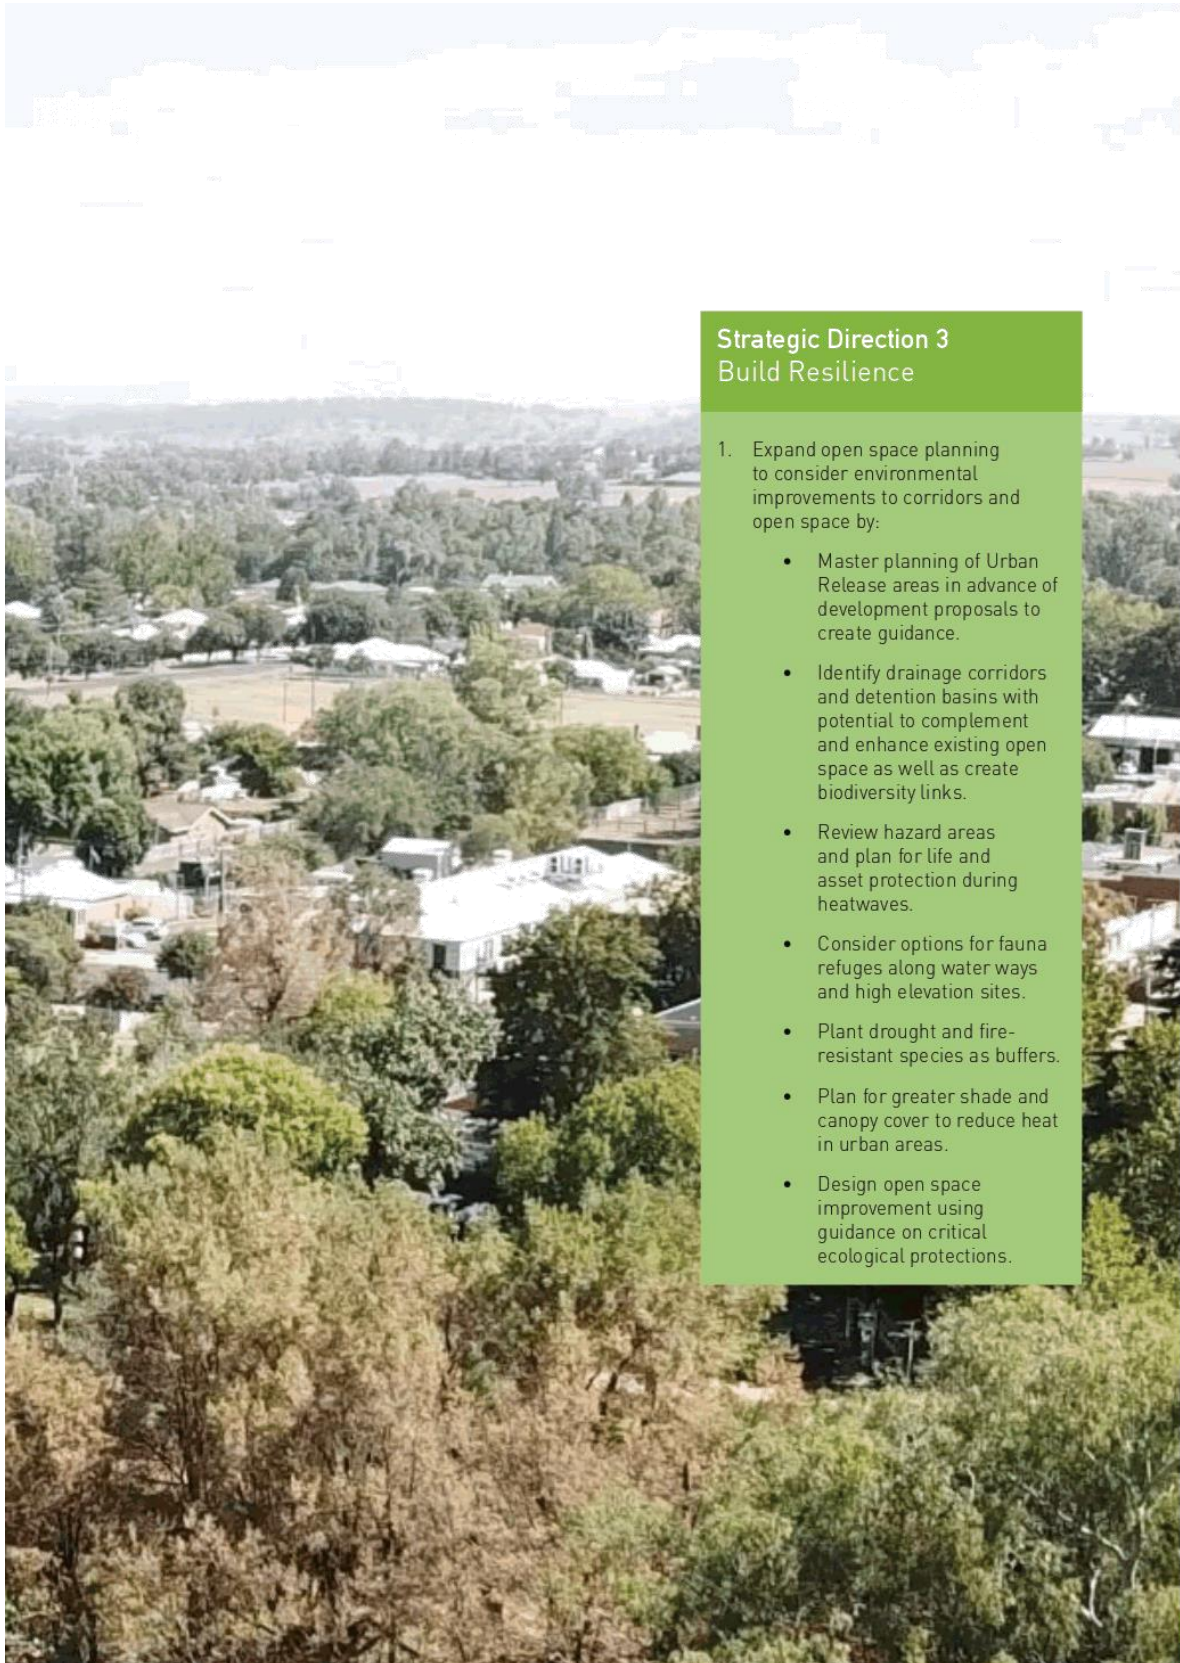 Strategic Direction 3
Build Resilience
1. Expand open space planning
to consider environmental
improvements to corridors and
open space by:
• Master planning of Urban
Release areas in advance of
development proposals to
create guidance.
• Identify drainage corridors
and detention basins with
potential to complement
and enhance existing open
space as well as create
biodiversity links.
• Review hazard areas
and plan for life and
asset protection during
heatwaves.
• Consider options for fauna
refuges along water ways
and high elevation sites.
• Plant drought and fire-
resistant species as buffers.
• Plan for greater shade and
canopy cover to reduce heat
in urban areas.
• Design open space
improvement using
guidance on critical
ecological protections.